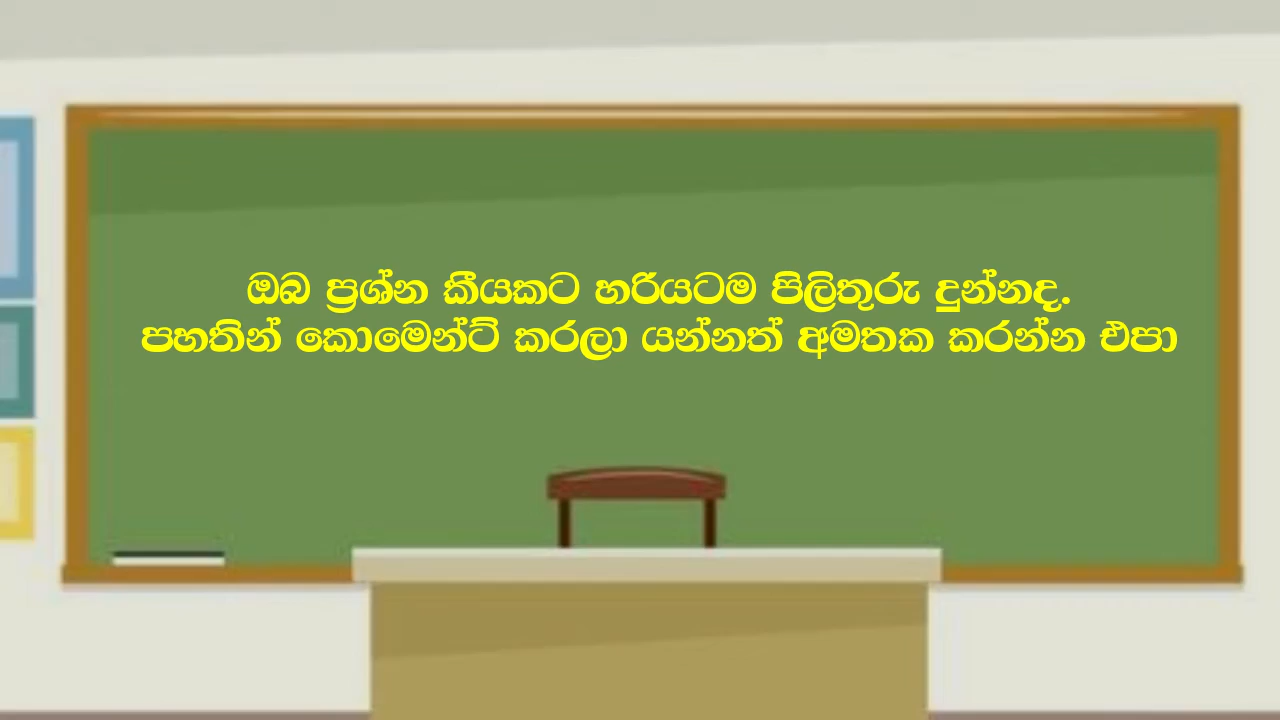 ඔබ ප්‍රශ්න කීයකට හරියටම පිලිතුරු දුන්නද.
පහතින් කොමෙන්ට් කරලා යන්නත් අමතක කරන්න එපා